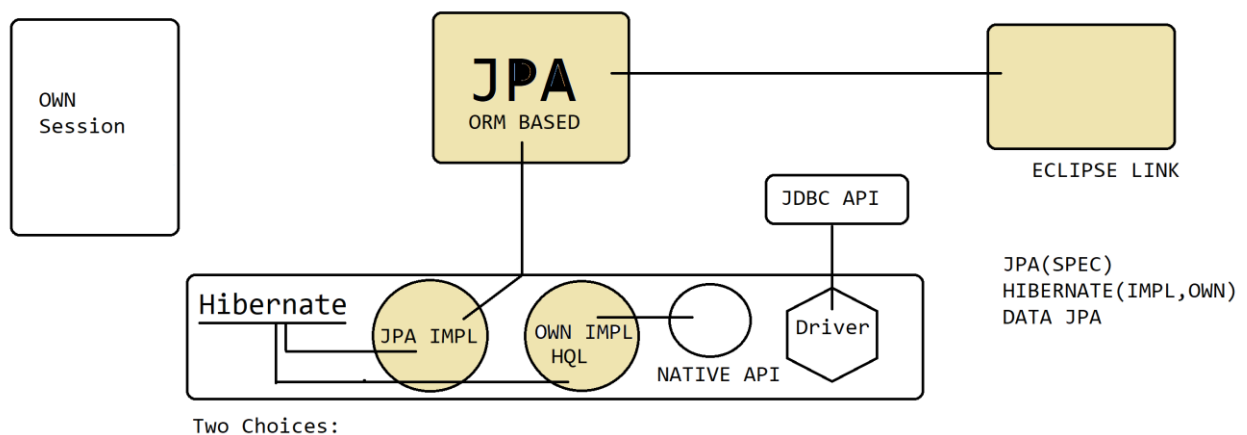 OWN
Session
JPA
ORM BASED
ECLIPSE LINK
JDBC API
JPA(SPEC)
HIBERNATE(IMPL,OWN)
DATA JPA
Hibernate
JPA IMPL
OWN IMPL
HQL
NATIVE API
Driver
Two Choices: